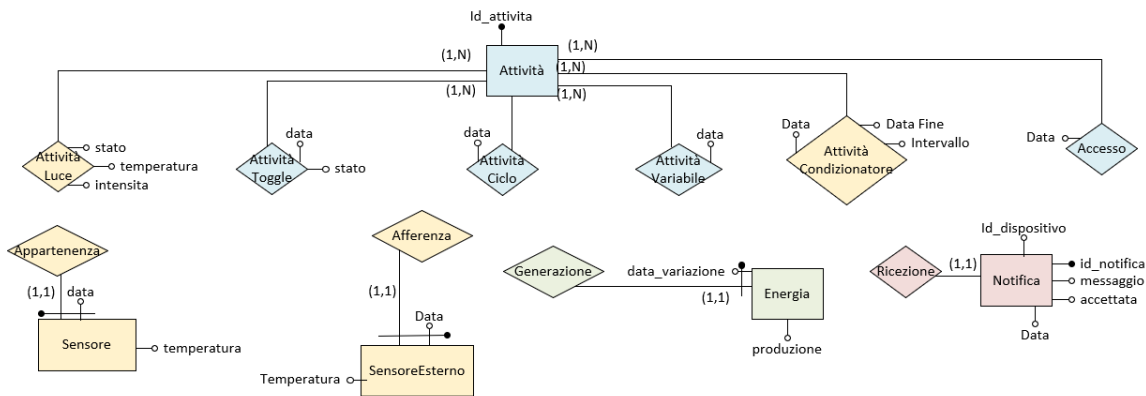 Id_attivita
(1,N)
(1,N)
Attività
(1,N)
(1,N)
(1,N)
Attività
Luce
stato
temperatura
intensita
data
Attività
Toggle
stato
data
Attività
Ciclo
data
Attività
Variabile
Data
Data Fine
Intervallo
Attività
Condizionatore
Data
Accesso
Appartenenza
(1,1)
data
Sensore
temperatura
Afferenza
(1,1)
Data
Temperatura
SensoreEsterno
Generazione
data_variazione
(1,1)
Energia
produzione
Id_dispositivo
Ricezione
(1,1)
Notifica
id_notifica
messaggio
accettata
Data